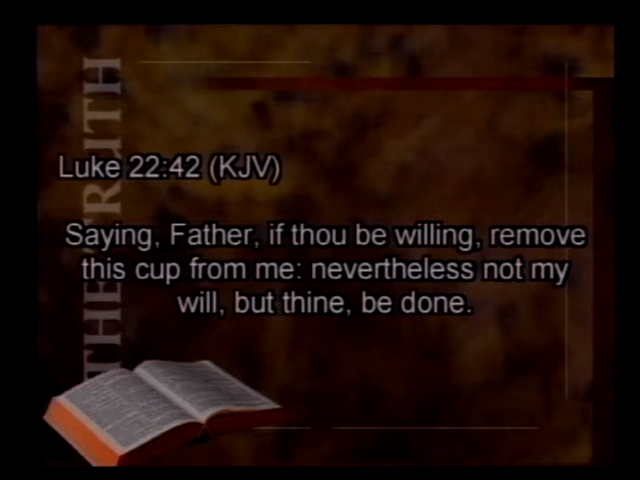 THE TRUTH
Luke 22:42 (KJV)
Saying, Father, if thou be willing, remove
this cup from me: nevertheless not my
will, but thine, be done.